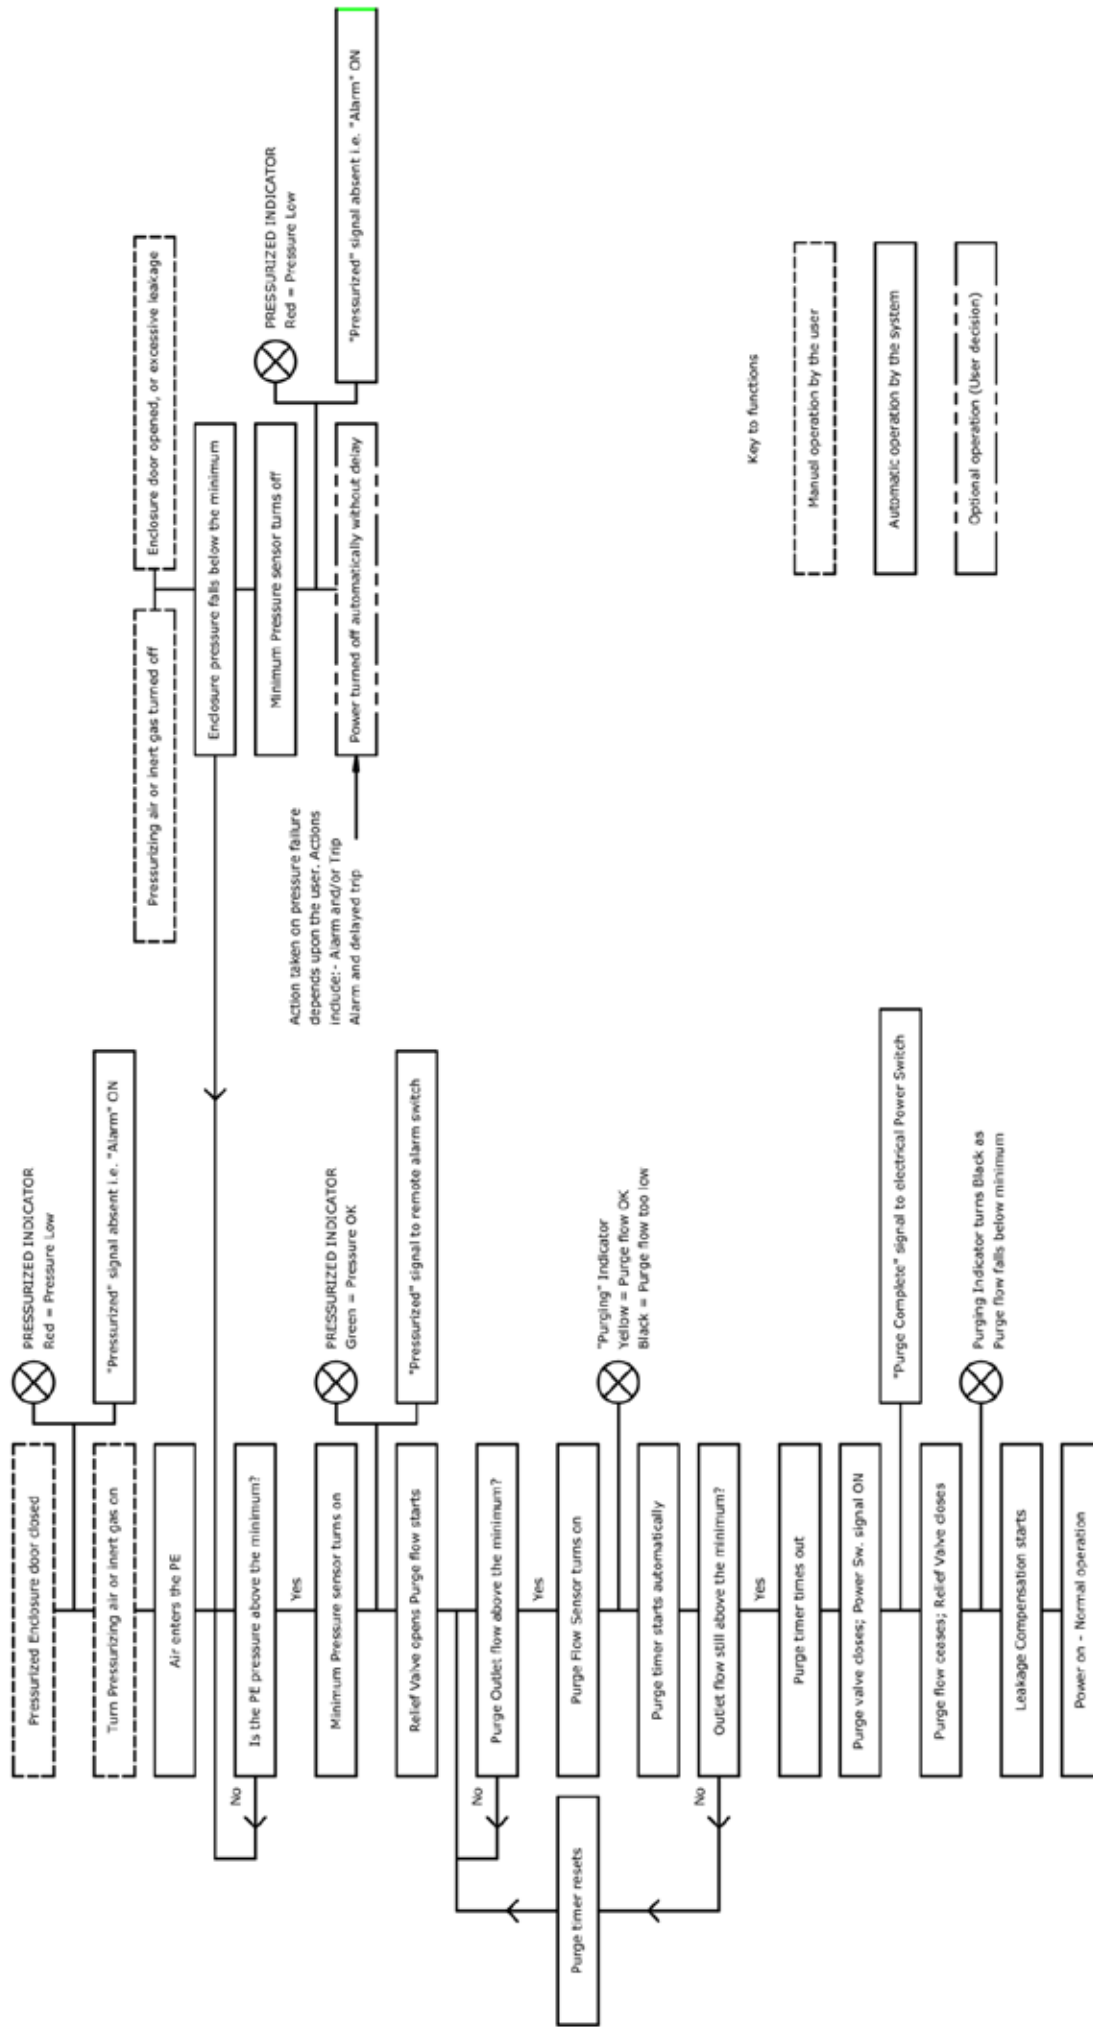 Pressurized Enclosure door closed
PRESSURIZED INDICATOR
Red = Pressure Low
Turn Pressurizing air or inert gas on
"Pressurized" signal absent i.e. "Alarm" ON
Air enters the PE
Is the PE pressure above the minimum?
No
Yes
Minimum Pressure sensor turns on
PRESSURIZED INDICATOR
Green = Pressure OK
Relief Valve opens Purge flow starts
"Pressurized" signal to remote alarm switch
Purge Outlet flow above the minimum?
No
Yes
Purge Flow Sensor turns on
Purge timer resets
"Purging" Indicator
Yellow = Purge flow OK
Black = Purge flow too low
Purge timer starts automatically
Outlet flow still above the minimum?
No
Yes
Purge timer times out
Purge valve closes; Power Sw. signal ON
"Purge Complete" signal to electrical Power Switch
Purge flow ceases; Relief Valve closes
Purging Indicator turns Black as
Purge flow falls below minimum
Leakage Compensation starts
Power on - Normal operation
Pressurizing air or inert gas turned off
Enclosure door opened, or excessive leakage
Enclosure pressure falls below the minimum
Minimum Pressure sensor turns off
PRESSURIZED INDICATOR
Red = Pressure Low
Action taken on pressure failure
depends upon the user. Actions
include:- Alarm and/or Trip
Alarm and delayed trip
Power turned off automatically without delay
"Pressurized" signal absent i.e. "Alarm" ON
Key to functions
Manual operation by the user
Automatic operation by the system
Optional operation (User decision)